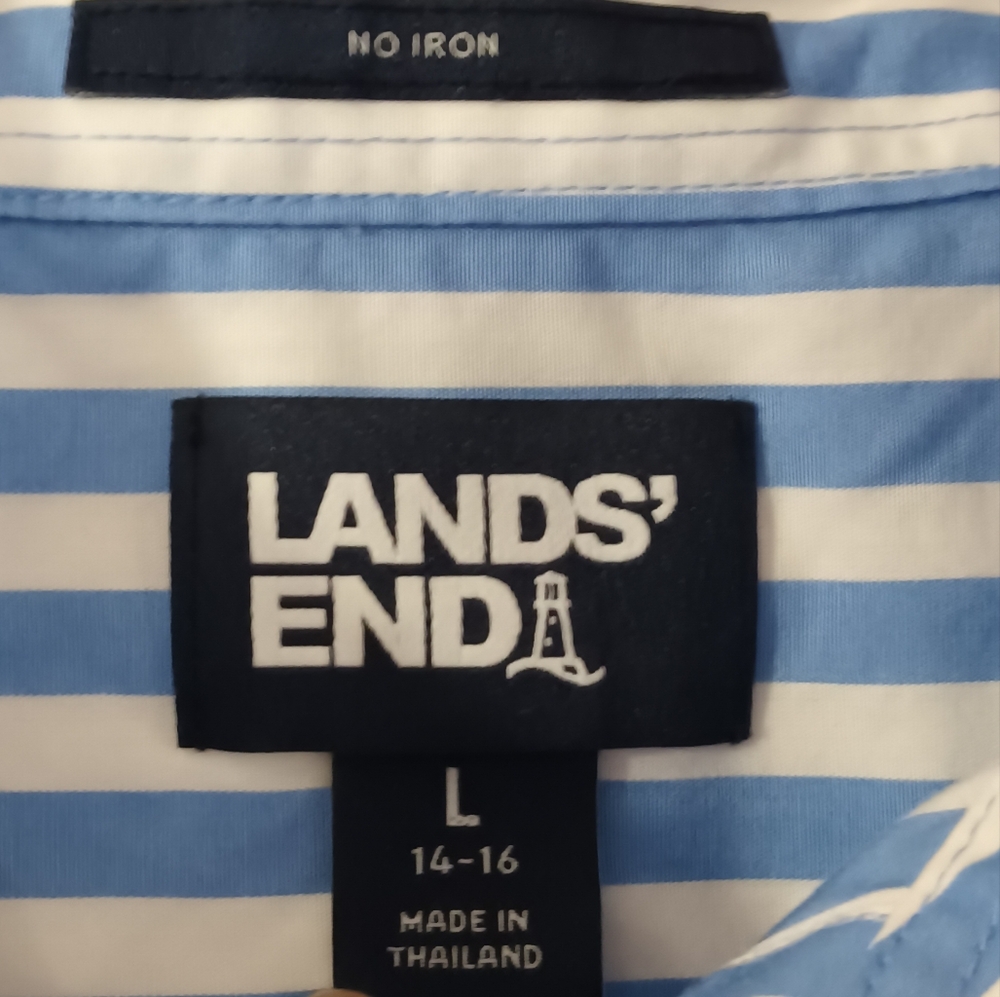 NO IRON
LANDS'
END
L
14-16
MADE IN
THAILAND